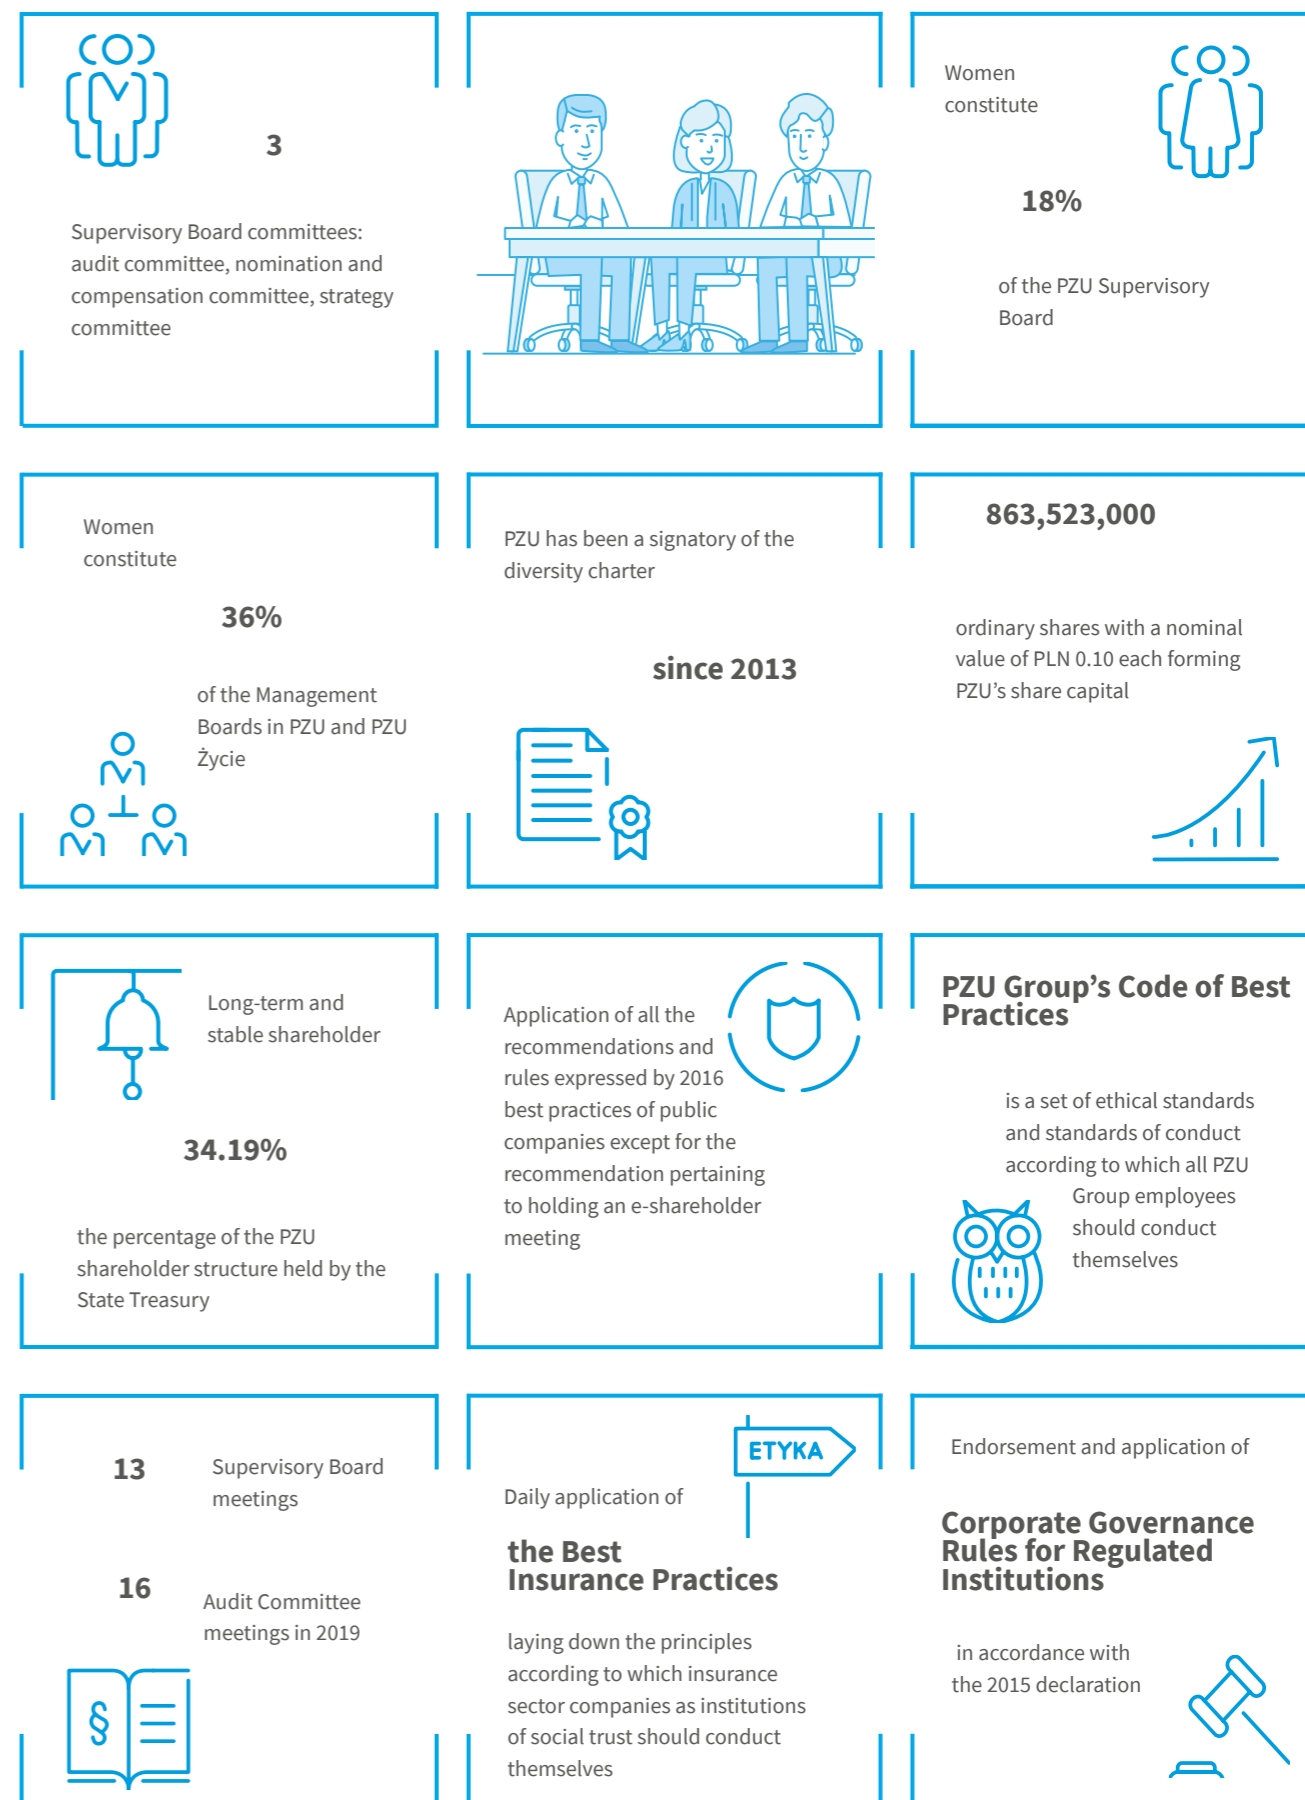 3
Supervisory Board committees:
audit committee, nomination and
compensation committee, strategy
committee
Women
constitute
18%
of the PZU Supervisory
Board
Women
constitute
36%
of the Management
Boards in PZU and PZU
Życie
PZU has been a signatory of the
diversity charter
since 2013
863,523,000
ordinary shares with a nominal
value of PLN 0.10 each forming
PZU’s share capital
Long-term and
stable shareholder
34.19%
the percentage of the PZU
shareholder structure held by the
State Treasury
Application of all the
recommendations and
rules expressed by 2016
best practices of public
companies except for the
recommendation pertaining
to holding an e-shareholder
meeting
PZU Group’s Code of Best
Practices
is a set of ethical standards
and standards of conduct
according to which all PZU
Group employees
should conduct
themselves
13
Supervisory Board
meetings
16
Audit Committee
meetings in 2019
§
ETYKA
Daily application of
the Best
Insurance Practices
laying down the principles
according to which insurance
sector companies as institutions
of social trust should conduct
themselves
Endorsement and application of
Corporate Governance
Rules for Regulated
Institutions
in accordance with
the 2015 declaration